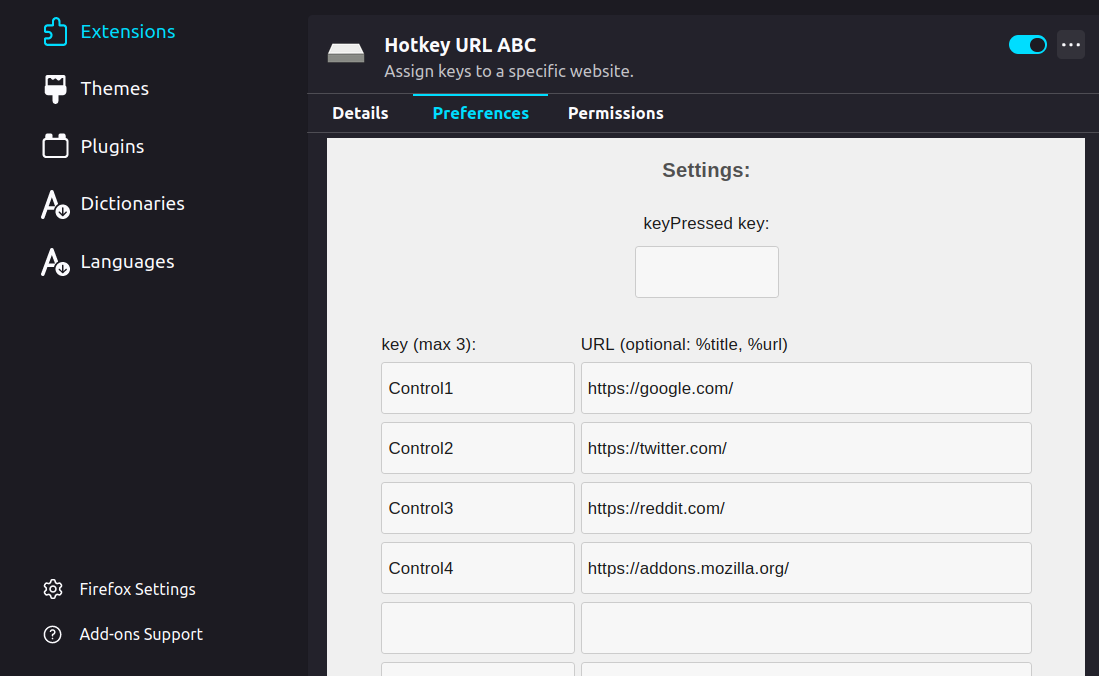 Extensions
Themes
Plugins
Dictionaries
Languages
Firefox Settings
Add-ons Support
Hotkey URL ABC
Assign keys to a specific website.
Details Preferences Permissions
Settings:
keyPressed key:
key (max 3): URL (optional: %title, %url)
Control1 https://google.com/
Control2 https://twitter.com/
Control3 https://reddit.com/
Control4 https://addons.mozilla.org/